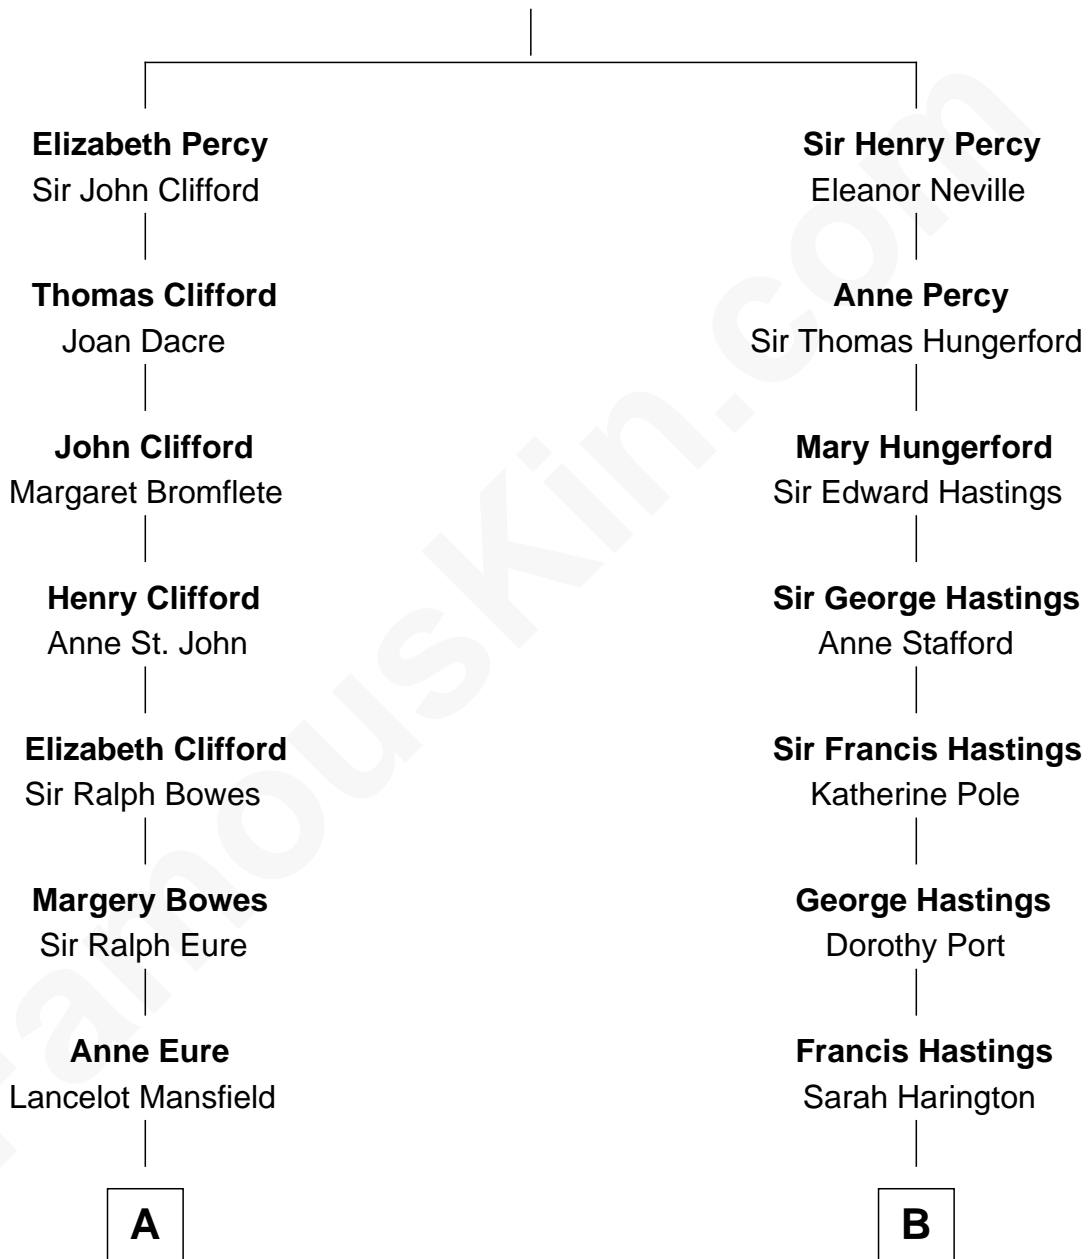 Elizabeth Percy
Sir John Clifford
Thomas Clifford
Joan Dacre
John Clifford
Margaret Bromflete
Henry Clifford
Anne St. John
Elizabeth Clifford
Sir Ralph Bowes
Margery Bowes
Sir Ralph Eure
Anne Eure
Lancelot Mansfield
A
Sir Henry Percy
Eleanor Neville
Anne Percy
Sir Thomas Hungerford
Mary Hungerford
Sir Edward Hastings
Sir George Hastings
Anne Stafford
Sir Francis Hastings
Katherine Pole
George Hastings
Dorothy Port
Francis Hastings
Sarah Harington
B
FamousKin.com